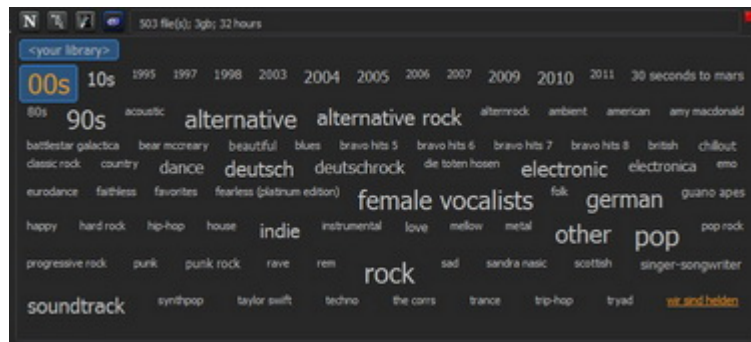 N 503 file(s); 3gb; 32 hours
<your library>
00s 10s 1995 1997 1998 2003 2004 2005 2006 2007 2009 2010 2011 30 seconds to mars
80s 90s acoustic alternative alternative rock alternrock ambient american amy macdonald
battlestar galactica bear mccreary beautiful blues bravo hits 5 bravo hits 6 bravo hits 7 bravo hits 8 british chillout
classic rock country dance deutsch deutschrock die toten hosen electronic electronica emo
eurodance faithless favorites fearless (platinum edition) female vocalists folk german guano apes
happy hard rock hip-hop house indie instrumental love mellow metal other pop pop rock
progressive rock punk punk rock rave rem rock sad sandra nasic scottish singer-songwriter
soundtrack synthpop taylor swift techno the corrs trance trip-hop tryad wir sind helden